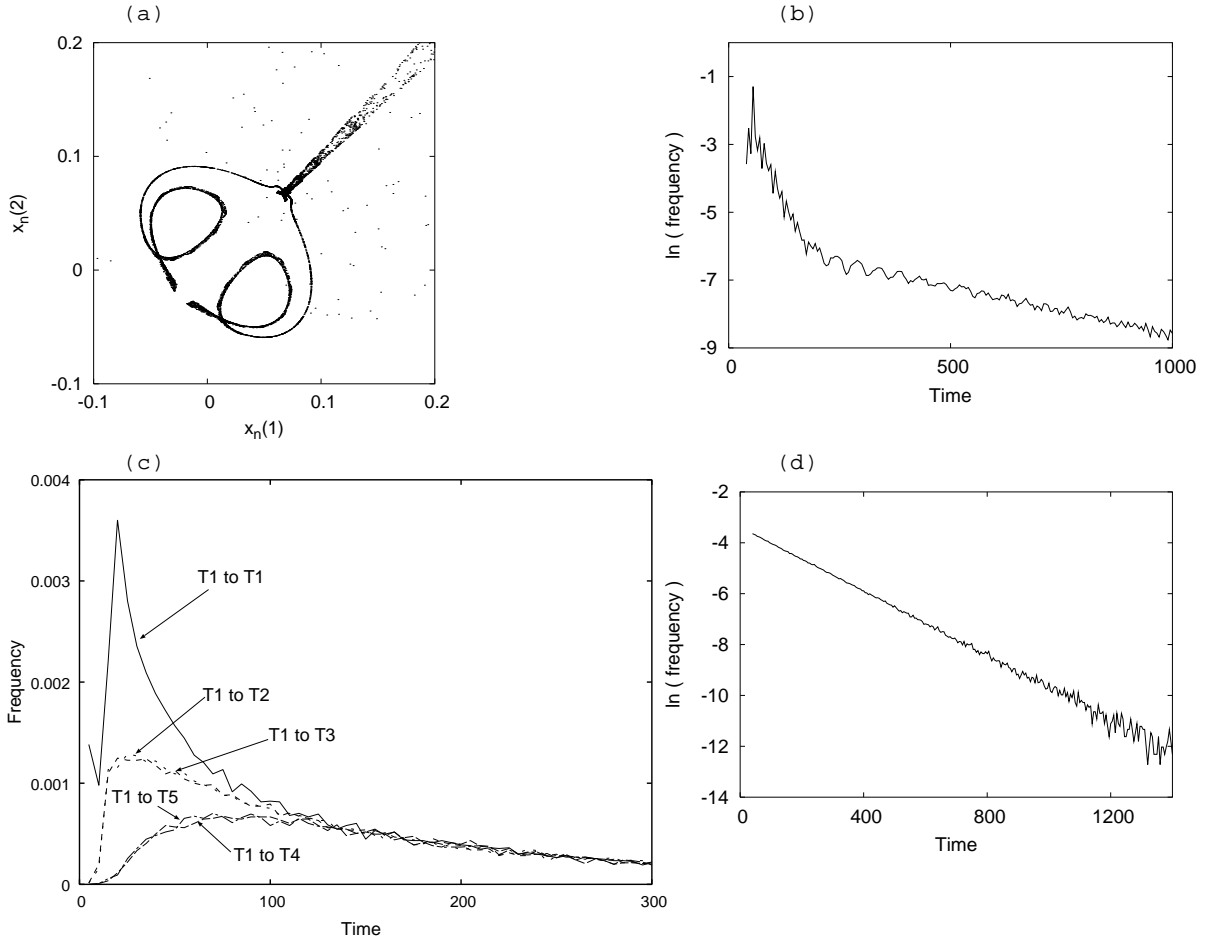 (a)
0.2
0.1
0
-0.1
-0.1 0 0.1 0.2
x_n(2)
x_n(1)
(b)
-1
-3
-5
-7
-9
0 500 1000
ln ( frequency )
Time
(c)
0.004
0.003
0.002
0.001
0
0 100 200 300
Frequency
Time
T1 to T1
T1 to T2
T1 to T3
T1 to T5
T1 to T4
(d)
-2
-4
-6
-8
-10
-12
-14
0 400 800 1200
ln ( frequency )
Time